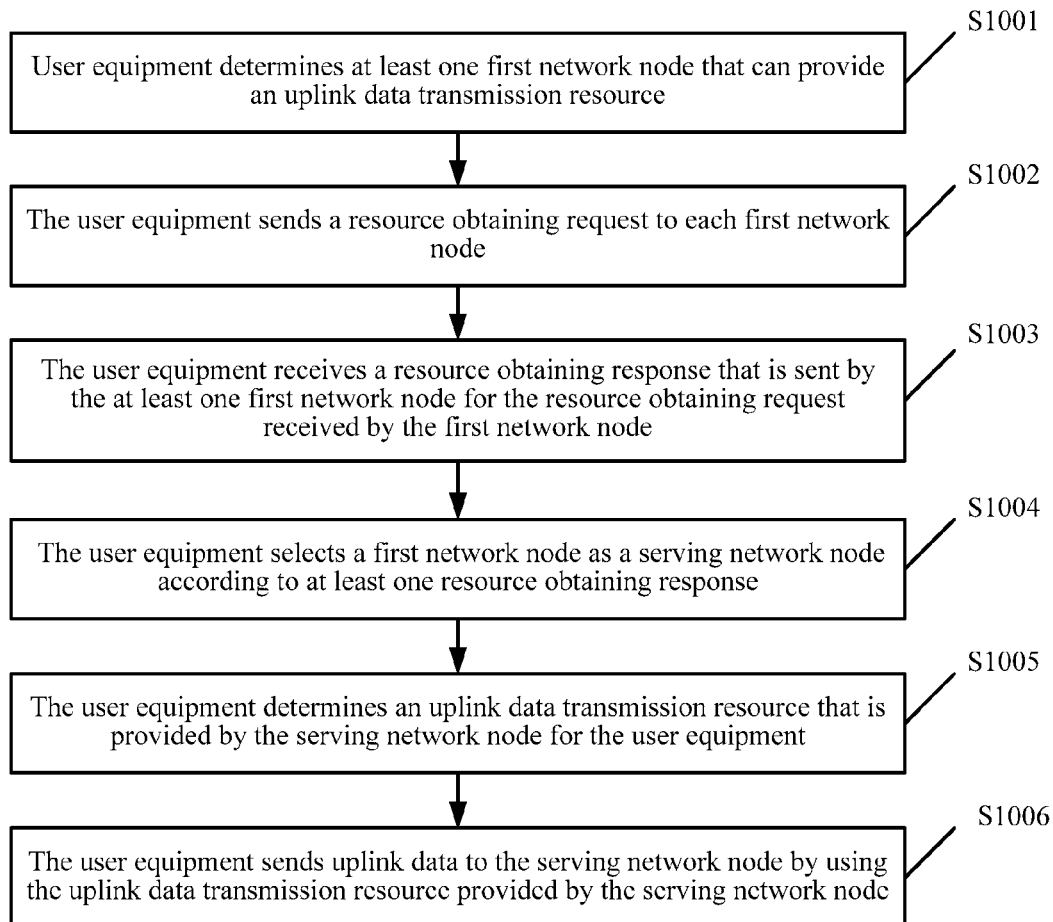 S1001
User equipment determines at least one first network node that can provide
an uplink data transmission resource
S1002
The user equipment sends a resource obtaining request to each first network
node
S1003
The user equipment receives a resource obtaining response that is sent by
the at least one first network node for the resource obtaining request
received by the first network node
S1004
The user equipment selects a first network node as a serving network node
according to at least one resource obtaining response
S1005
The user equipment determines an uplink data transmission resource that is
provided by the serving network node for the user equipment
S1006
The user equipment sends uplink data to the serving network node by using
the uplink data transmission resource provided by the serving network node